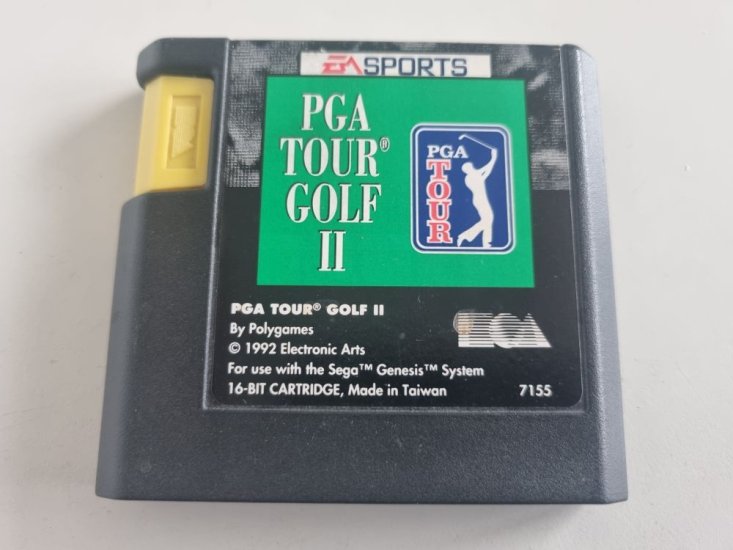 EA SPORTS
PGA
TOUR®
GOLF
II
PGA
TOUR
PGA TOUR® GOLF II
By Polygames
© 1992 Electronic Arts
For use with the Sega™ Genesis™ System
16-BIT CARTRIDGE, Made in Taiwan
7155
EA